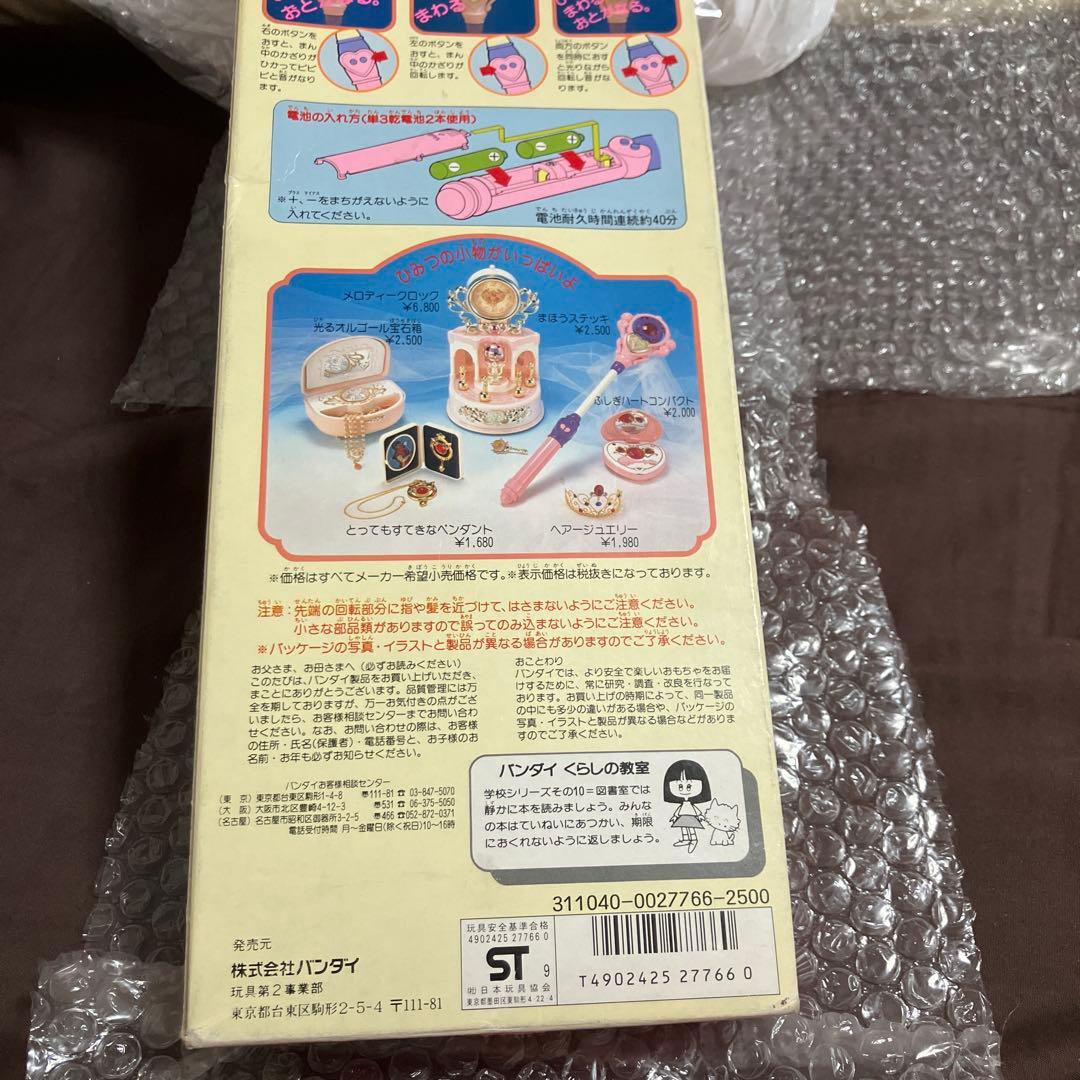 おとがなる。
まわる
まわる。
おとがなる。
右のボタンを
おすと、まん
中のかざりが
ひかってピピ
ピと音がなり
ます。
左のボタンを
おすと、まん
中のかざりが
回転します。
両方のボタン
を同時におす
と光りながら
回転し音がな
ります。
電池の入れ方(単3乾電池2本使用)
※+、−をまちがえないように
入れてください。
電池耐久時間連続約40分
ひみつの小物がいっぱいよ
メロディークロック
¥6,800
光るオルゴール宝石箱
¥2,500
まほうステッキ
¥2,500
ふしぎハートコンパクト
¥2,000
とってもすてきなペンダント
¥1,680
ヘアージュエリー
¥1,980
※価格はすべてメーカー希望小売価格です。※表示価格は税抜きになっております。
注意:先端の回転部分に指や髪を近づけて、はさまないようにご注意ください。
小さな部品類がありますので誤ってのみ込まないようにご注意ください。
※パッケージの写真・イラストと製品が異なる場合がありますのでご了承ください。
お父さま、お母さまへ(必ずお読みください)
このたびは、バンダイ製品をお買い上げいただき、
まことにありがとうございます。品質管理には万
全を期しておりますが、万一お気付きの点がござ
いましたら、お客様相談センターまでお問い合わ
せください。なお、お問い合わせの際は、お客様
の住所・氏名(保護者)・電話番号と、お子様のお
名前・お年も必ずお知らせください。
おことわり
バンダイでは、より安全で楽しいおもちゃをお届
けするために、常に研究・調査・改良を行なって
おります。お買い上げの時期によって、同一製品
の中にも多少の違いがある場合や、パッケージの
写真・イラストと製品が異なる場合などがありま
すのでご了承ください。
バンダイお客様相談センター
(東 京) 東京都台東区駒形1-4-8 〒111-81 ☎03-847-5070
(大 阪) 大阪市北区豊崎4-12-3 〒531 ☎06-375-5050
(名古屋) 名古屋市昭和区御器所3-2-5 〒466 ☎052-872-0371
電話受付時間 月〜金曜日(除く祝日)10〜16時
バンダイ くらしの教室
学校シリーズその10=図書室では
静かに本を読みましょう。みんな
の本はていねいにあつかい、期限
におくれないように返しましょう。
311040-0027766-2500
発売元
株式会社バンダイ
玩具第2事業部
東京都台東区駒形2-5-4 〒111-81
玩具安全基準合格
4902425 27766 0
ST 9
㈳日本玩具協会
東京都墨田区東駒形4-22-4
T4902425 27766 0